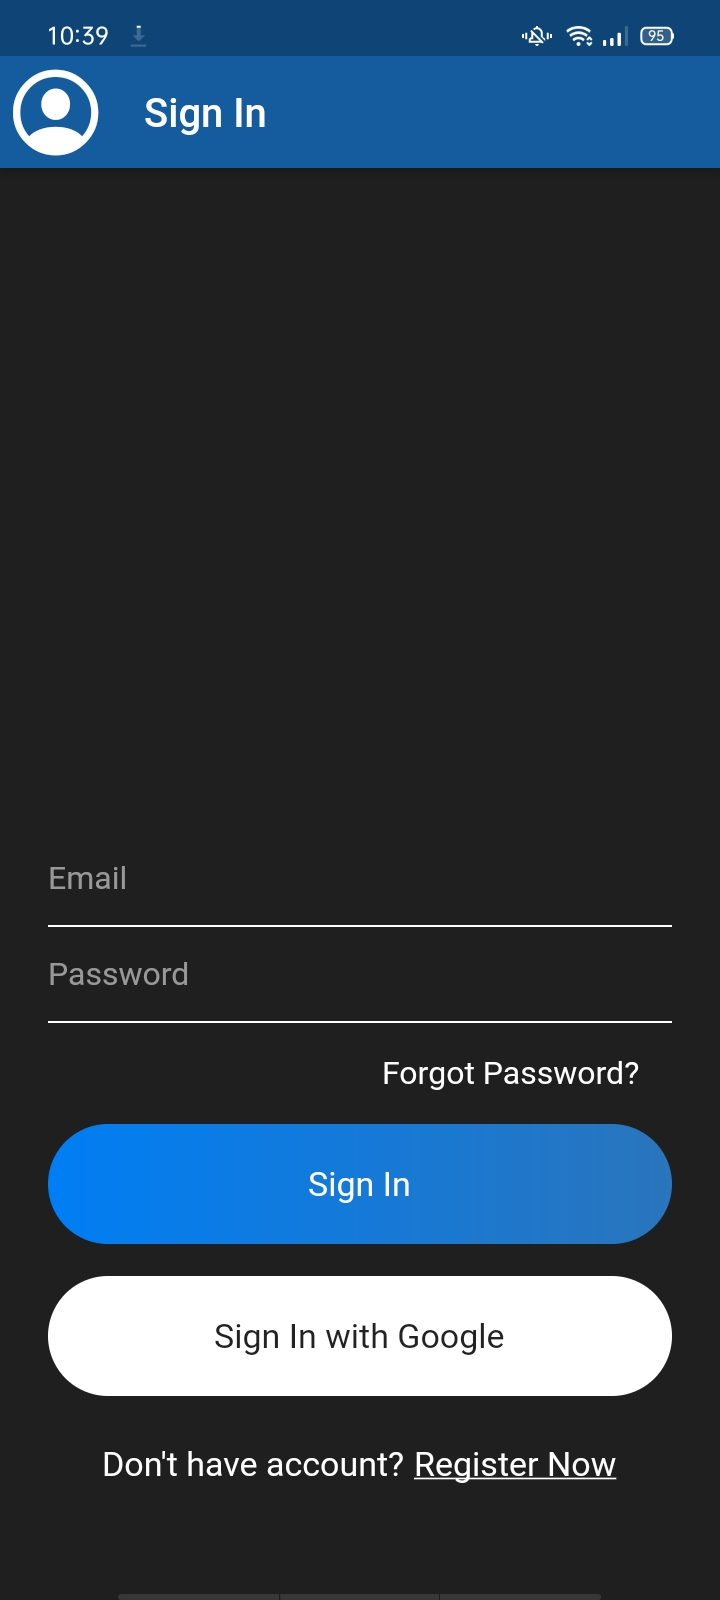 10:39
95
Sign In
Email
Password
Forgot Password?
Sign In
Sign In with Google
Don't have account? Register Now